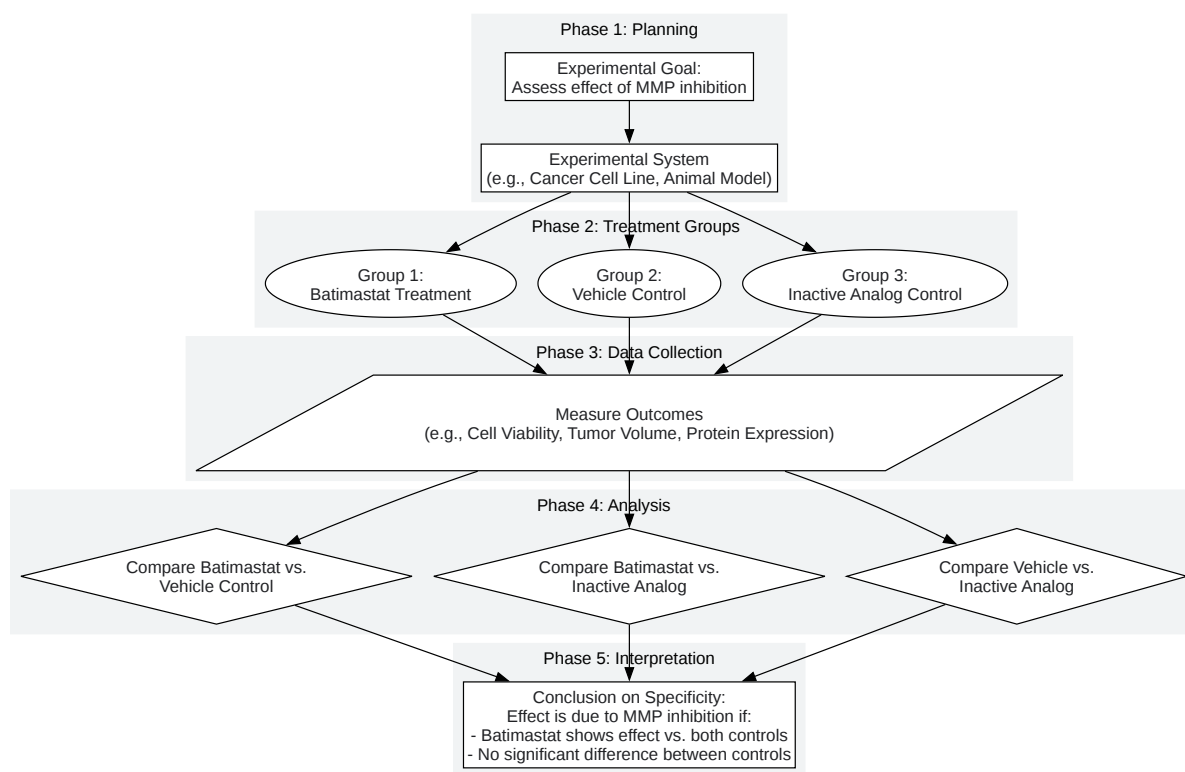 Phase 1: Planning
Experimental Goal:
Assess effect of MMP inhibition
Experimental System
(e.g., Cancer Cell Line, Animal Model)
Phase 2: Treatment Groups
Group 1:
Batimastat Treatment
Group 2:
Vehicle Control
Group 3:
Inactive Analog Control
Phase 3: Data Collection
Measure Outcomes
(e.g., Cell Viability, Tumor Volume, Protein Expression)
Phase 4: Analysis
Compare Batimastat vs.
Vehicle Control
Compare Batimastat vs.
Inactive Analog
Compare Vehicle vs.
Inactive Analog
Phase 5: Interpretation
Conclusion on Specificity:
Effect is due to MMP inhibition if:
- Batimastat shows effect vs. both controls
- No significant difference between controls